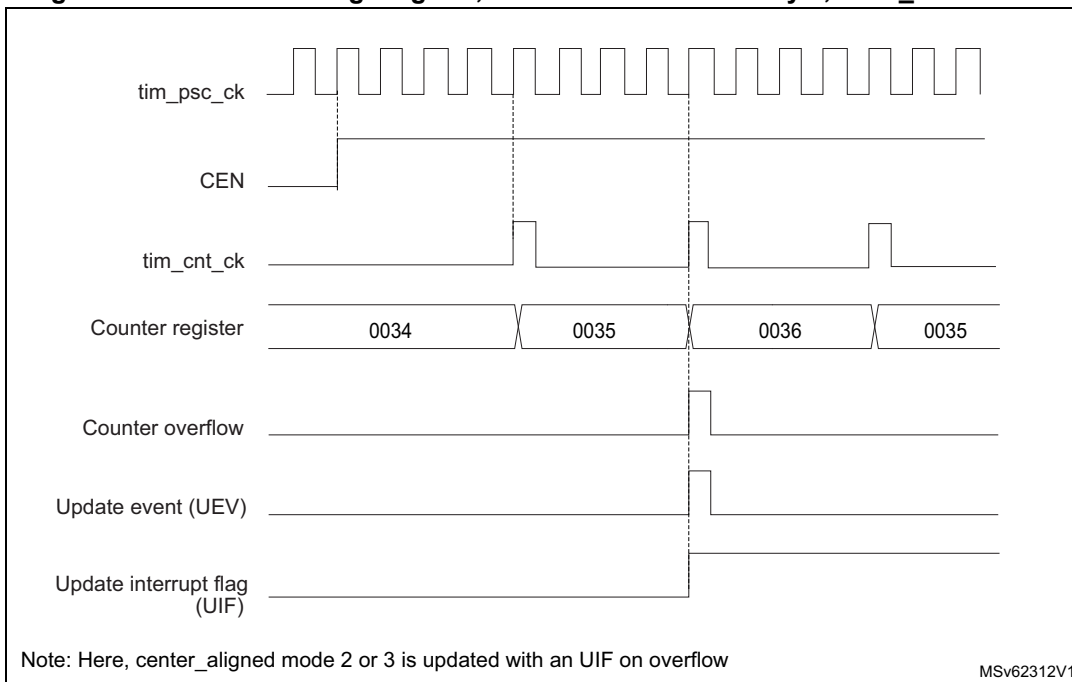 tim_psc_ck
CEN
tim_cnt_ck
Counter register
0034
0035
0036
0035
Counter overflow
Update event (UEV)
Update interrupt flag
(UIF)
Note: Here, center_aligned mode 2 or 3 is updated with an UIF on overflow
MSv62312V1